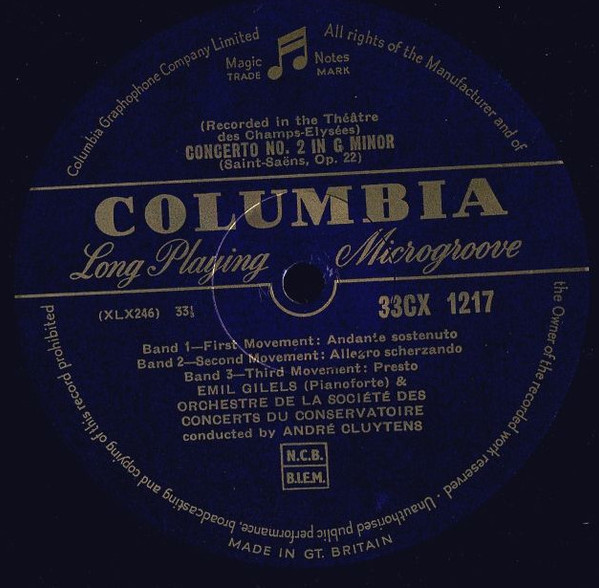 Columbia Graphophone Company Limited
Magic Notes
TRADE MARK
All rights of the Manufacturer and of
the Owner of the recorded work reserved · Unauthorised public performance, broadcasting and copying of this record prohibited
(Recorded in the Théâtre
des Champs-Elysées)
CONCERTO NO. 2 IN G MINOR
(Saint-Saëns, Op. 22)
COLUMBIA
Long Playing Microgroove
(XLX246) 33⅓
33CX 1217
Band 1—First Movement: Andante sostenuto
Band 2—Second Movement: Allegro scherzando
Band 3—Third Movement: Presto
EMIL GILELS (Pianoforte) &
ORCHESTRE DE LA SOCIÉTÉ DES
CONCERTS DU CONSERVATOIRE
conducted by ANDRÉ CLUYTENS
N.C.B.
B.I.E.M.
MADE IN GT. BRITAIN